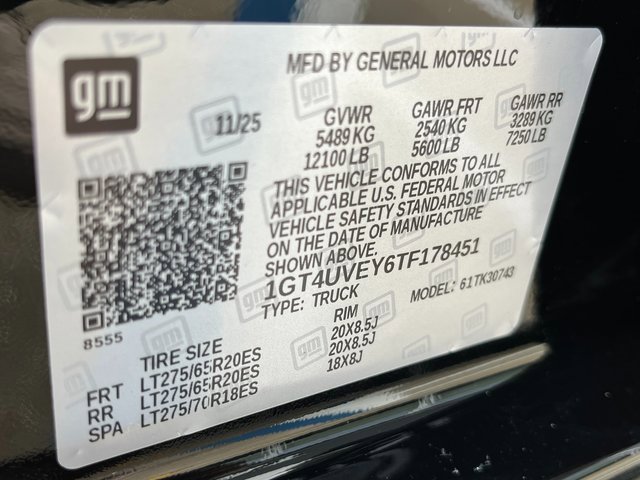 gm
MFD BY GENERAL MOTORS LLC
11/25
GVWR GAWR FRT GAWR RR
5489 KG 2540 KG 3289 KG
12100 LB 5600 LB 7250 LB
THIS VEHICLE CONFORMS TO ALL
APPLICABLE U.S. FEDERAL MOTOR
VEHICLE SAFETY STANDARDS IN EFFECT
ON THE DATE OF MANUFACTURE
SHOWN ABOVE.
1GT4UVEY6TF178451
TYPE: TRUCK MODEL: 61TK30743
8555
TIRE SIZE RIM
FRT LT275/65R20ES 20X8.5J
RR LT275/65R20ES 20X8.5J
SPA LT275/70R18ES 18X8J